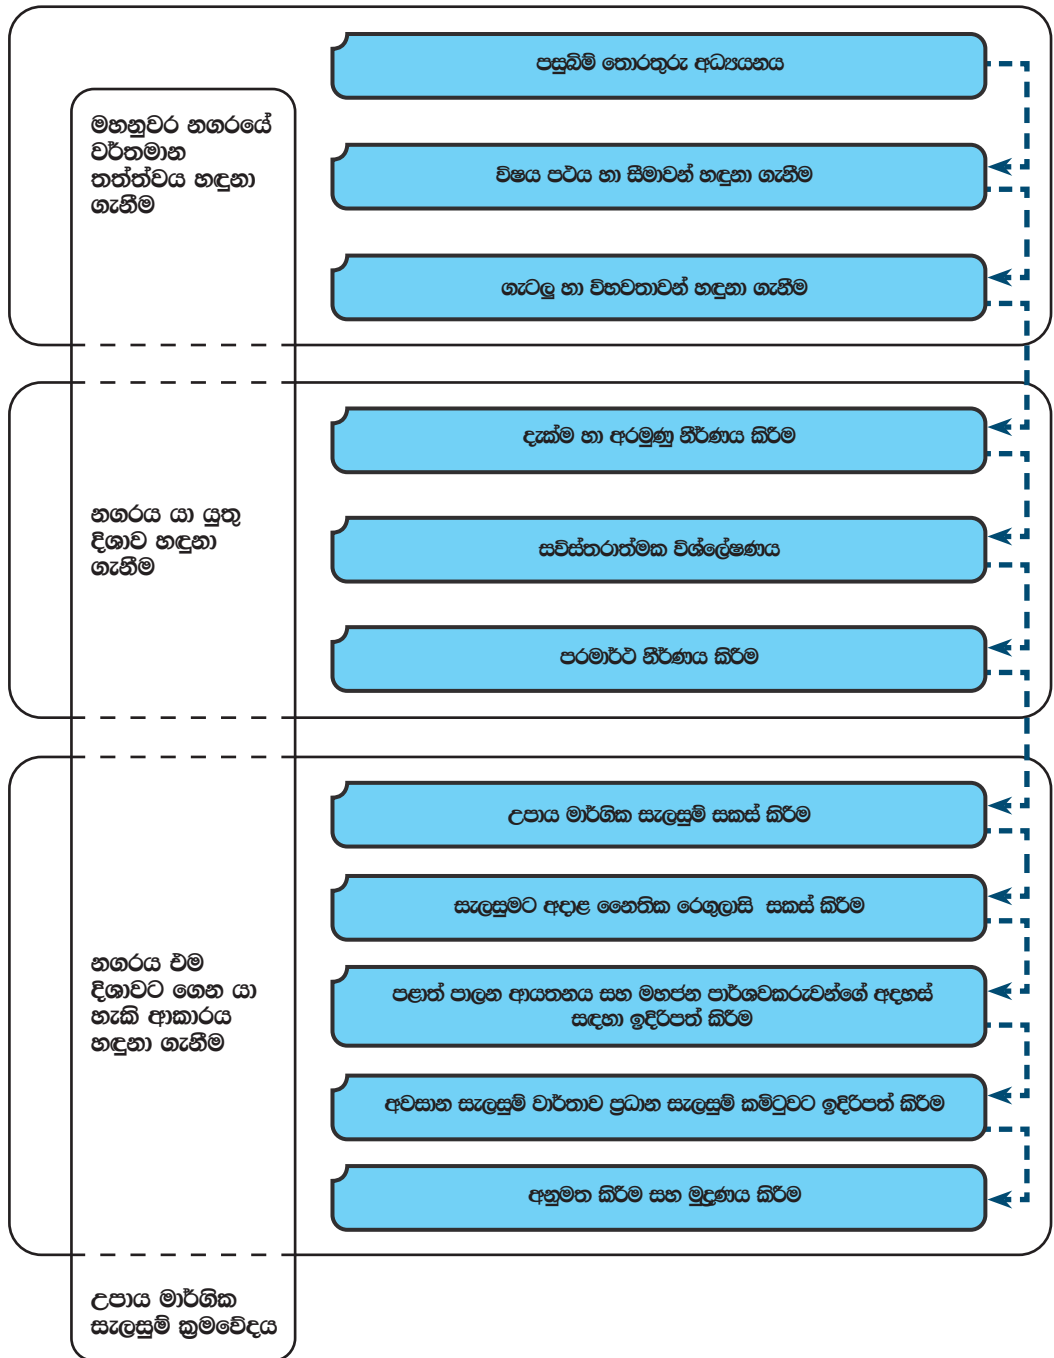 පසුබිම් තොරතුරු අධ්‍යයනය
මහනුවර නගරයේ
වර්තමාන
තත්ත්වය හඳුනා
ගැනීම
විෂය පථය හා සීමාවන් හඳුනා ගැනීම
ගැටලු හා විභවතාවන් හඳුනා ගැනීම
දැක්ම හා අරමුණු නිර්ණය කිරීම
නගරය යා යුතු
දිශාව හඳුනා
ගැනීම
සවිස්තරාත්මක විශ්ලේෂණය
පරමාර්ථ නිර්ණය කිරීම
උපාය මාර්ගික සැලසුම් සකස් කිරීම
සැලසුමට අදාළ නෛතික රෙගුලාසි සකස් කිරීම
නගරය එම
දිශාවට ගෙන යා
හැකි ආකාරය
හඳුනා ගැනීම
පළාත් පාලන ආයතනය සහ මහජන පාර්ශවකරුවන්ගේ අදහස්
සඳහා ඉදිරිපත් කිරීම
අවසාන සැලසුම් වාර්තාව ප්‍රධාන සැලසුම් කමිටුවට ඉදිරිපත් කිරීම
අනුමත කිරීම සහ මුද්‍රණය කිරීම
උපාය මාර්ගික
සැලසුම් ක්‍රමවේදය